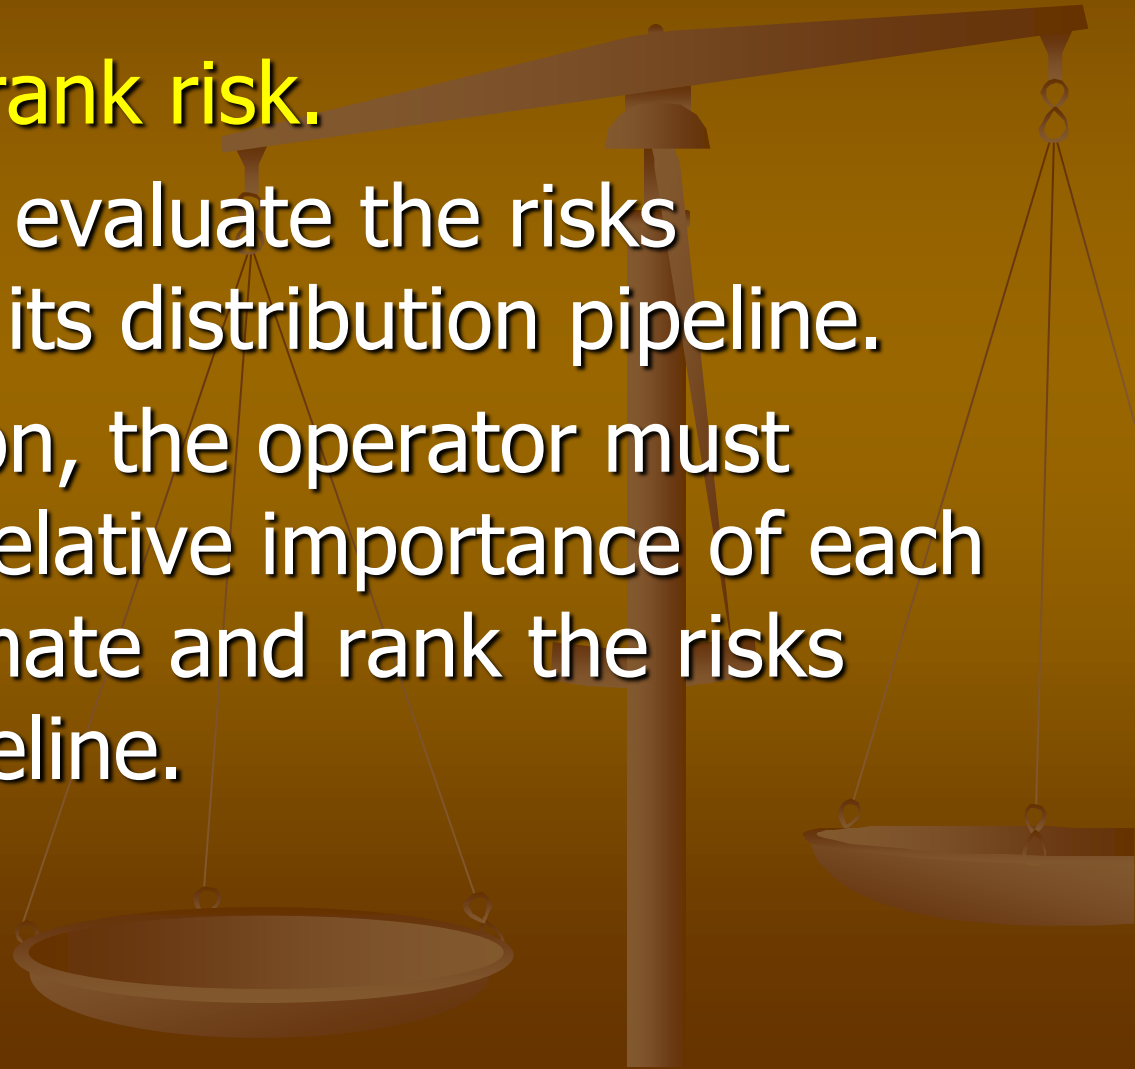 rank risk.
evaluate the risks
its distribution pipeline.
on, the operator must
elative importance of each
mate and rank the risks
eline.